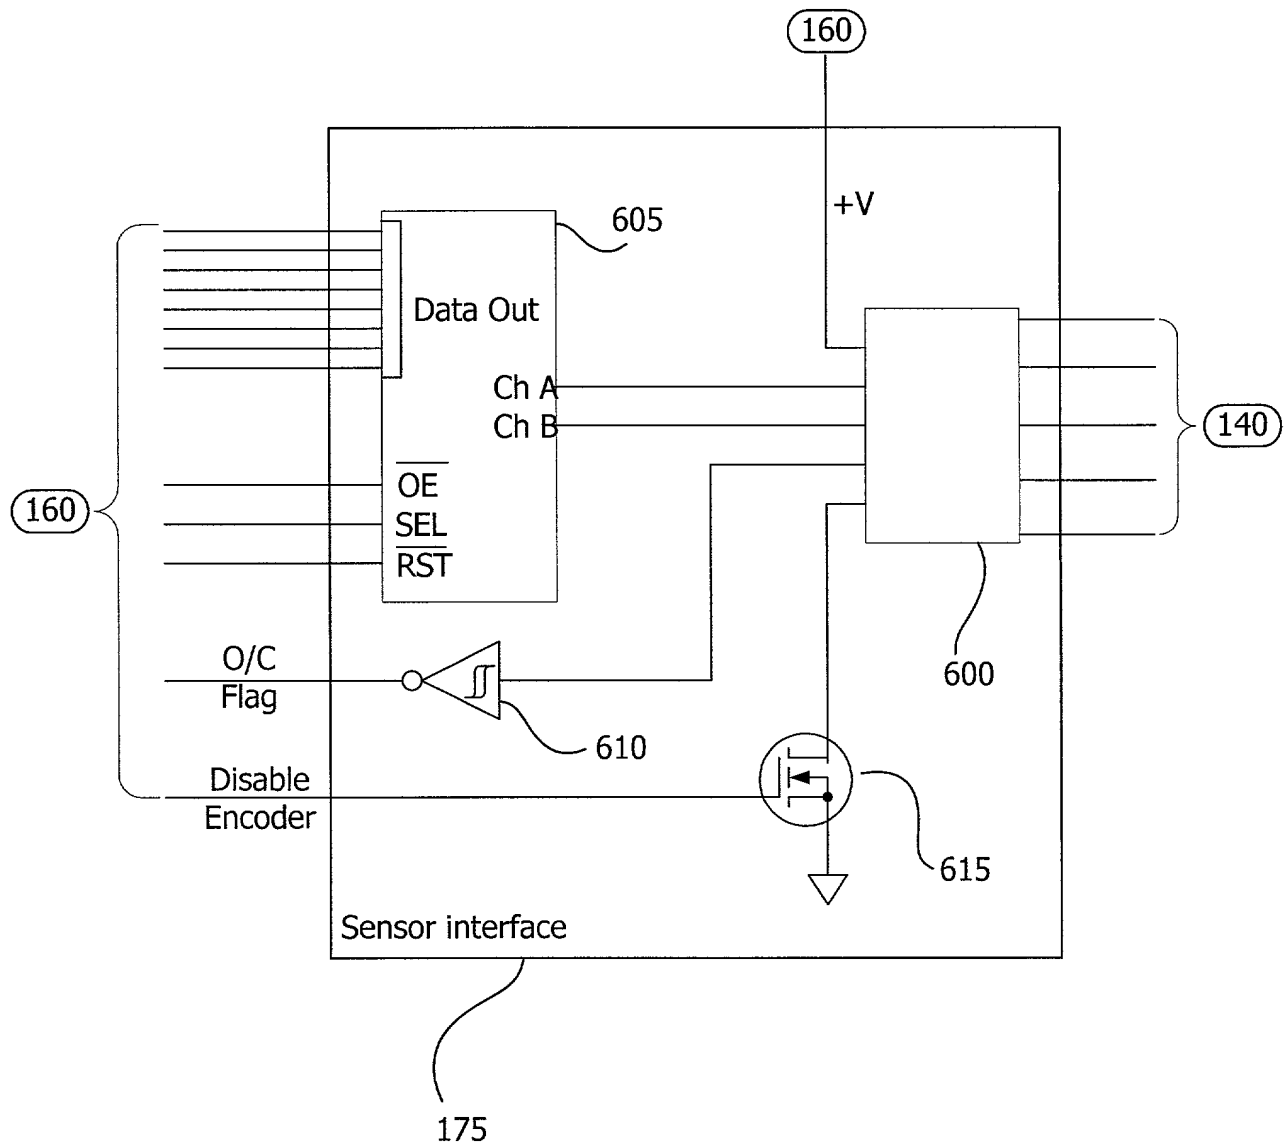 160
+V
605
Data Out
Ch A
Ch B
140
OE
160
SEL
RST
O/C
Flag
600
610
Disable
Encoder
615
Sensor interface
175